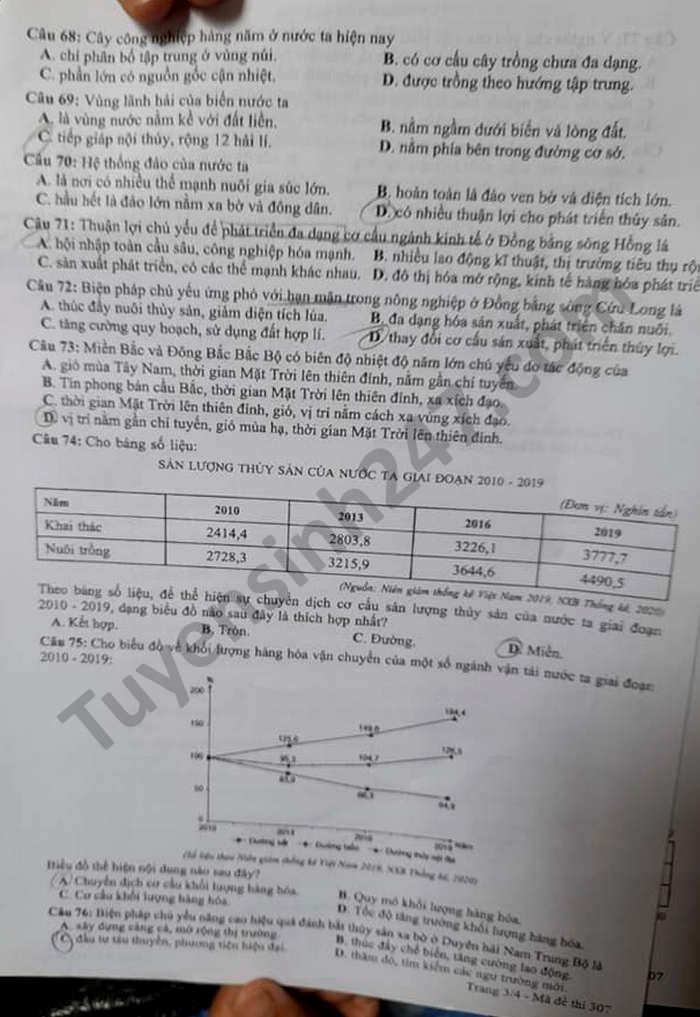 Câu 68: Cây công nghiệp hàng năm ở nước ta hiện nay
A. chỉ phân bố tập trung ở vùng núi. B. có cơ cấu cây trồng chưa đa dạng.
C. phần lớn có nguồn gốc cận nhiệt. D. được trồng theo hướng tập trung.
Câu 69: Vùng lãnh hải của biển nước ta
A. là vùng nước nằm kề với đất liền. B. nằm ngầm dưới biển và lòng đất.
C. tiếp giáp nội thủy, rộng 12 hải lí. D. nằm phía bên trong đường cơ sở.
Câu 70: Hệ thống đảo của nước ta
A. là nơi có nhiều thế mạnh nuôi gia súc lớn. B. hoàn toàn là đảo ven bờ và diện tích lớn.
C. hầu hết là đảo lớn nằm xa bờ và đông dân. D. có nhiều thuận lợi cho phát triển thủy sản.
Câu 71: Thuận lợi chủ yếu để phát triển đa dạng cơ cấu ngành kinh tế ở Đồng bằng sông Hồng là
A. hội nhập toàn cầu sâu, công nghiệp hóa mạnh. B. nhiều lao động kĩ thuật, thị trường tiêu thụ rộn
C. sản xuất phát triển, có các thế mạnh khác nhau. D. đô thị hóa mở rộng, kinh tế hàng hóa phát triể
Câu 72: Biện pháp chủ yếu ứng phó với hạn mặn trong nông nghiệp ở Đồng bằng sông Cửu Long là
A. thúc đẩy nuôi thủy sản, giảm diện tích lúa. B. đa dạng hóa sản xuất, phát triển chăn nuôi.
C. tăng cường quy hoạch, sử dụng đất hợp lí. D. thay đổi cơ cấu sản xuất, phát triển thủy lợi.
Câu 73: Miền Bắc và Đông Bắc Bắc Bộ có biên độ nhiệt độ năm lớn chủ yếu do tác động của
A. gió mùa Tây Nam, thời gian Mặt Trời lên thiên đỉnh, nằm gần chí tuyến.
B. Tín phong bán cầu Bắc, thời gian Mặt Trời lên thiên đỉnh, xa xích đạo.
C. thời gian Mặt Trời lên thiên đỉnh, gió, vị trí nằm cách xa vùng xích đạo.
D. vị trí nằm gần chí tuyến, gió mùa hạ, thời gian Mặt Trời lên thiên đỉnh.
Câu 74: Cho bảng số liệu:
SẢN LƯỢNG THỦY SẢN CỦA NƯỚC TA GIAI ĐOẠN 2010 - 2019
(Đơn vị: Nghìn tấn)
Năm 2010 2013 2016 2019
Khai thác 2414,4 2803,8 3226,1 3777,7
Nuôi trồng 2728,3 3215,9 3644,6 4490,5
(Nguồn: Niên giám thống kê Việt Nam 2019, NXB Thống kê, 2020)
Theo bảng số liệu, để thể hiện sự chuyển dịch cơ cấu sản lượng thủy sản của nước ta giai đoạn
2010 - 2019, dạng biểu đồ nào sau đây là thích hợp nhất?
A. Kết hợp. B. Tròn. C. Đường. D. Miền.
Câu 75: Cho biểu đồ về khối lượng hàng hóa vận chuyển của một số ngành vận tải nước ta giai đoạn
2010 - 2019:
%
200
184,4
150
149,0
125,6
126,5
100
95,3
104,7
50
0
2010 2013 2016 2019 Năm
Đường sắt Đường biển Đường thủy nội địa
(Số liệu theo Niên giám thống kê Việt Nam 2019, NXB Thống kê, 2020)
Biểu đồ thể hiện nội dung nào sau đây?
A. Chuyển dịch cơ cấu khối lượng hàng hóa. B. Quy mô khối lượng hàng hóa.
C. Cơ cấu khối lượng hàng hóa. D. Tốc độ tăng trưởng khối lượng hàng hóa.
Câu 76: Biện pháp chủ yếu nâng cao hiệu quả đánh bắt thủy sản xa bờ ở Duyên hải Nam Trung Bộ là
A. xây dựng cảng cá, mở rộng thị trường. B. thúc đẩy chế biến, tăng cường lao động.
C. đầu tư tàu thuyền, phương tiện hiện đại. D. thăm dò, tìm kiếm các ngư trường mới.
Trang 3/4 - Mã đề thi 307
07
Tuyensinh247.com